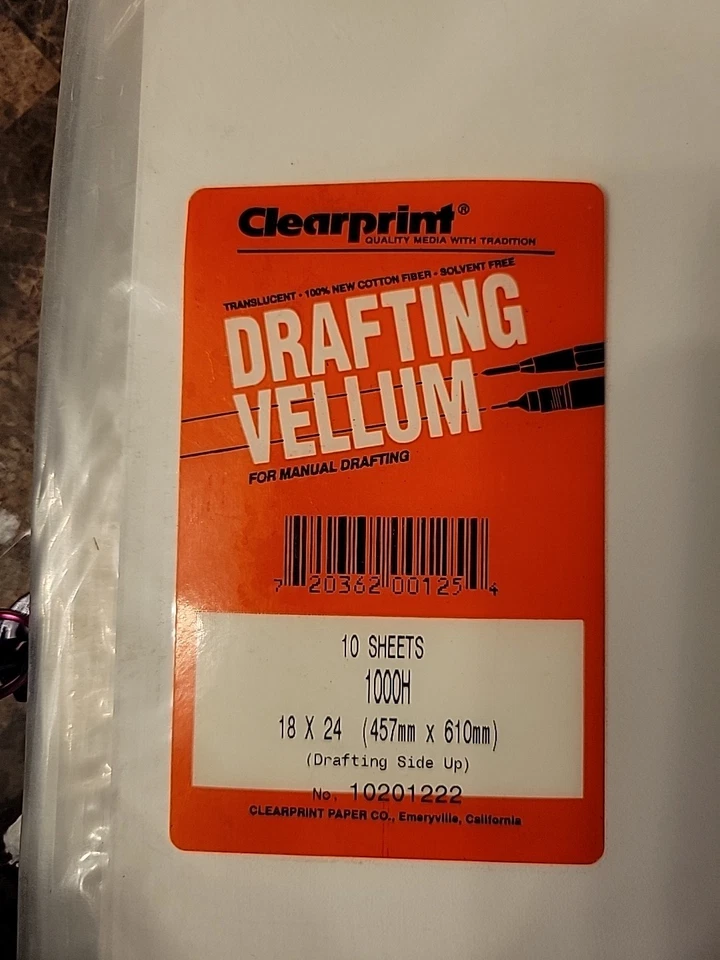 Clearprint®
QUALITY MEDIA WITH TRADITION
TRANSLUCENT • 100% NEW COTTON FIBER • SOLVENT FREE
DRAFTING
VELLUM
FOR MANUAL DRAFTING
7 20362 00125 4
10 SHEETS
1000H
18 X 24 (457mm x 610mm)
(Drafting Side Up)
No. 10201222
CLEARPRINT PAPER CO., Emeryville, California